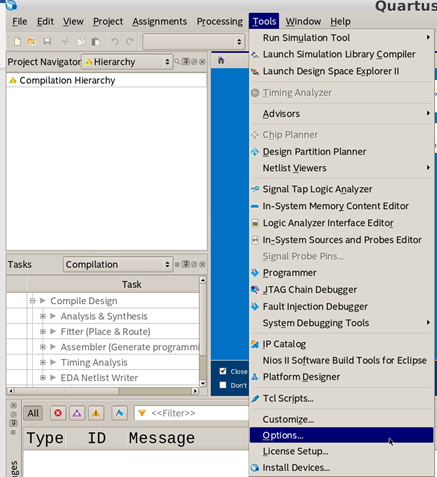 Quartus
File Edit View Project Assignments Processing Tools Window Help
Project Navigator Hierarchy
Compilation Hierarchy
Run Simulation Tool
Launch Simulation Library Compiler
Launch Design Space Explorer II
Timing Analyzer
Advisors
Chip Planner
Design Partition Planner
Netlist Viewers
Signal Tap Logic Analyzer
In-System Memory Content Editor
Logic Analyzer Interface Editor
In-System Sources and Probes Editor
Signal Probe Pins...
Programmer
JTAG Chain Debugger
Fault Injection Debugger
System Debugging Tools
IP Catalog
Nios II Software Build Tools for Eclipse
Platform Designer
Tcl Scripts...
Customize...
Options...
License Setup...
Install Devices...
Tasks Compilation
Task
Compile Design
Analysis & Synthesis
Fitter (Place & Route)
Assembler (Generate programmi
Timing Analysis
EDA Netlist Writer
Close
Don't
All <<Filter>>
Type ID Message
ges